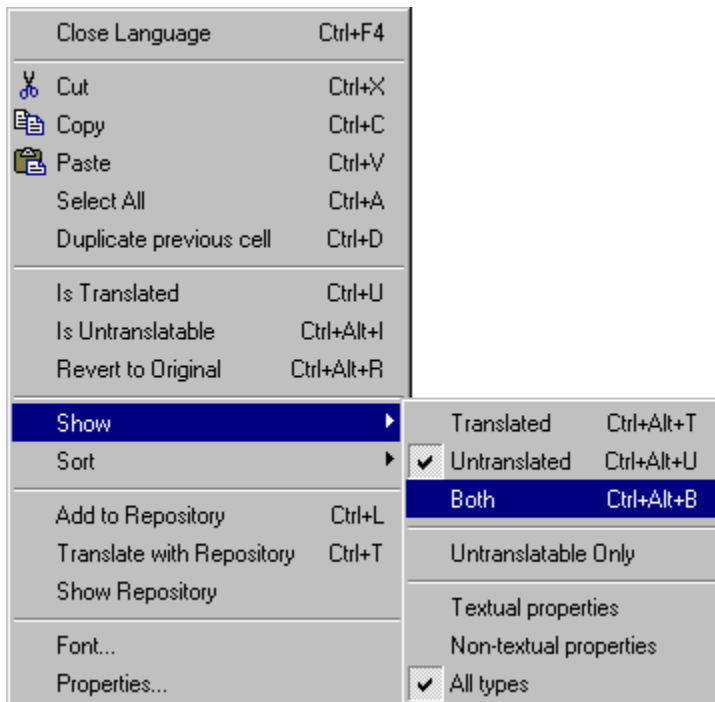 Close Language Ctrl+F4
Cut Ctrl+X
Copy Ctrl+C
Paste Ctrl+V
Select All Ctrl+A
Duplicate previous cell Ctrl+D
Is Translated Ctrl+U
Is Untranslatable Ctrl+Alt+I
Revert to Original Ctrl+Alt+R
Show
Sort
Add to Repository Ctrl+L
Translate with Repository Ctrl+T
Show Repository
Font...
Properties...
Translated Ctrl+Alt+T
Untranslated Ctrl+Alt+U
Both Ctrl+Alt+B
Untranslatable Only
Textual properties
Non-textual properties
All types